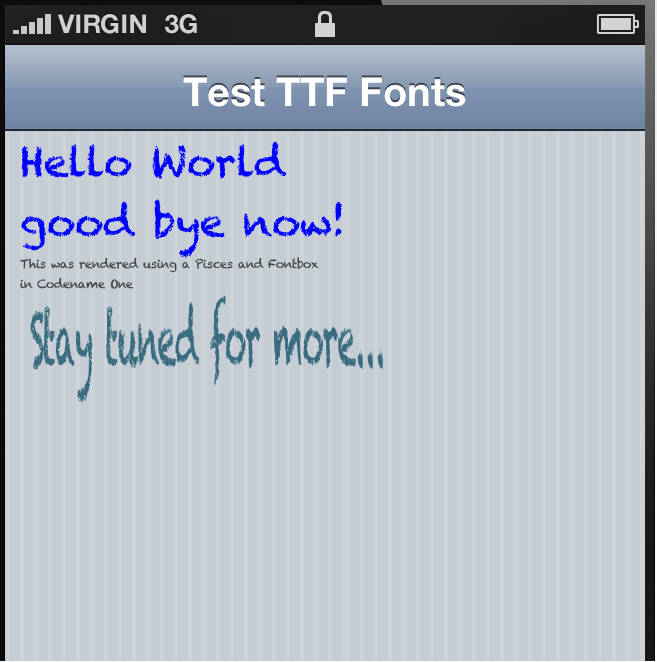 VIRGIN 3G
Test TTF Fonts
Hello World
good bye now!
This was rendered using a Pisces and Fontbox
in Codename One
Stay tuned for more...